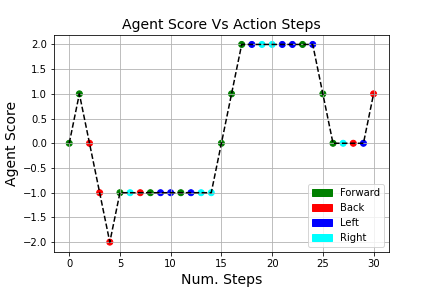 Agent Score Vs Action Steps
2.0
1.5
1.0
0.5
0.0
−0.5
−1.0
−1.5
−2.0
Agent Score
Forward
Back
Left
Right
0 5 10 15 20 25 30
Num. Steps